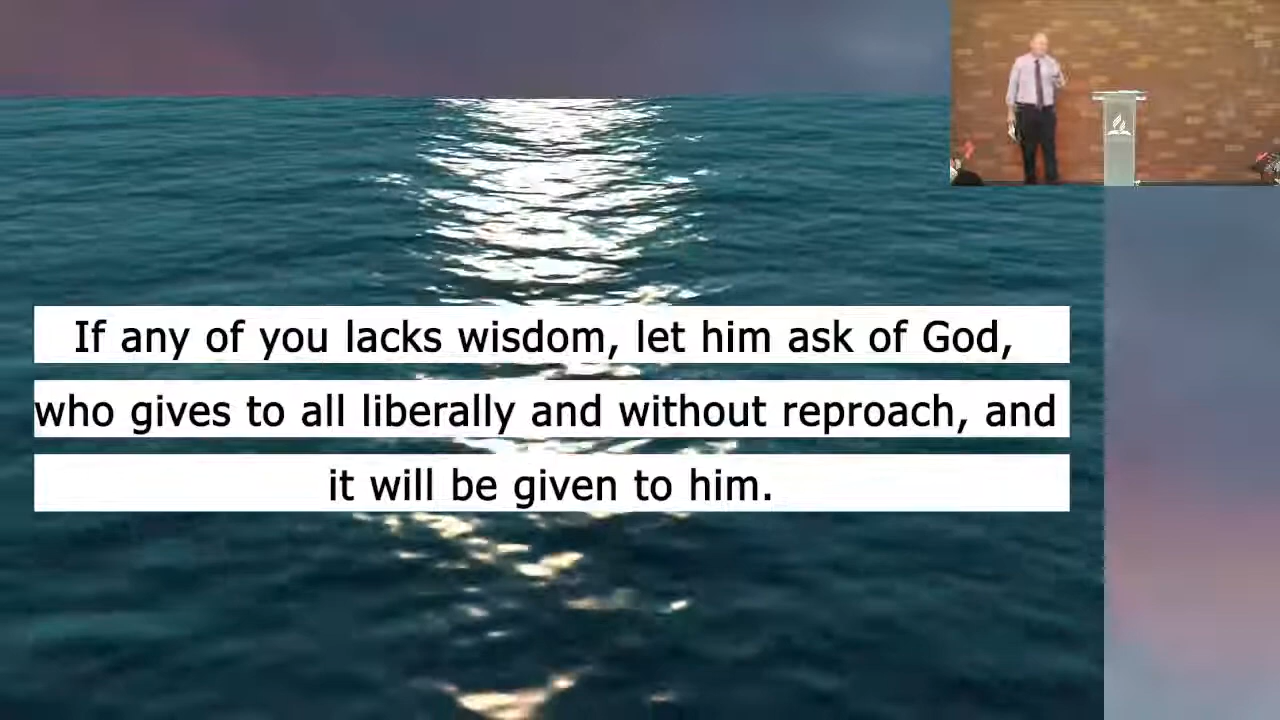 If any of you lacks wisdom, let him ask of God,
who gives to all liberally and without reproach, and
it will be given to him.